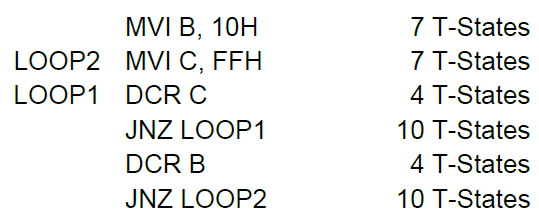 MVI B, 10H 7 T-States
LOOP2 MVI C, FFH 7 T-States
LOOP1 DCR C 4 T-States
JNZ LOOP1 10 T-States
DCR B 4 T-States
JNZ LOOP2 10 T-States